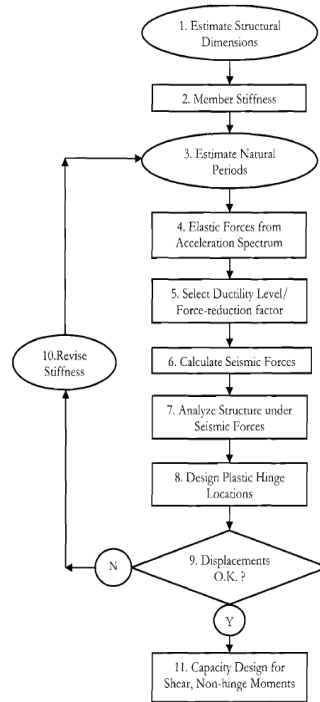 1. Estimate Structural
Dimensions
2. Member Stiffness
3. Estimate Natural
Periods
4. Elastic Forces from
Acceleration Spectrum
5. Select Ductility Level/
Force-reduction factor
10.Revise
Stiffness
6. Calculate Seismic Forces
7. Analyze Structure under
Seismic Forces
8. Design Plastic Hinge
Locations
N
9. Displacements
O.K. ?
Y
11. Capacity Design for
Shear, Non-hinge Moments